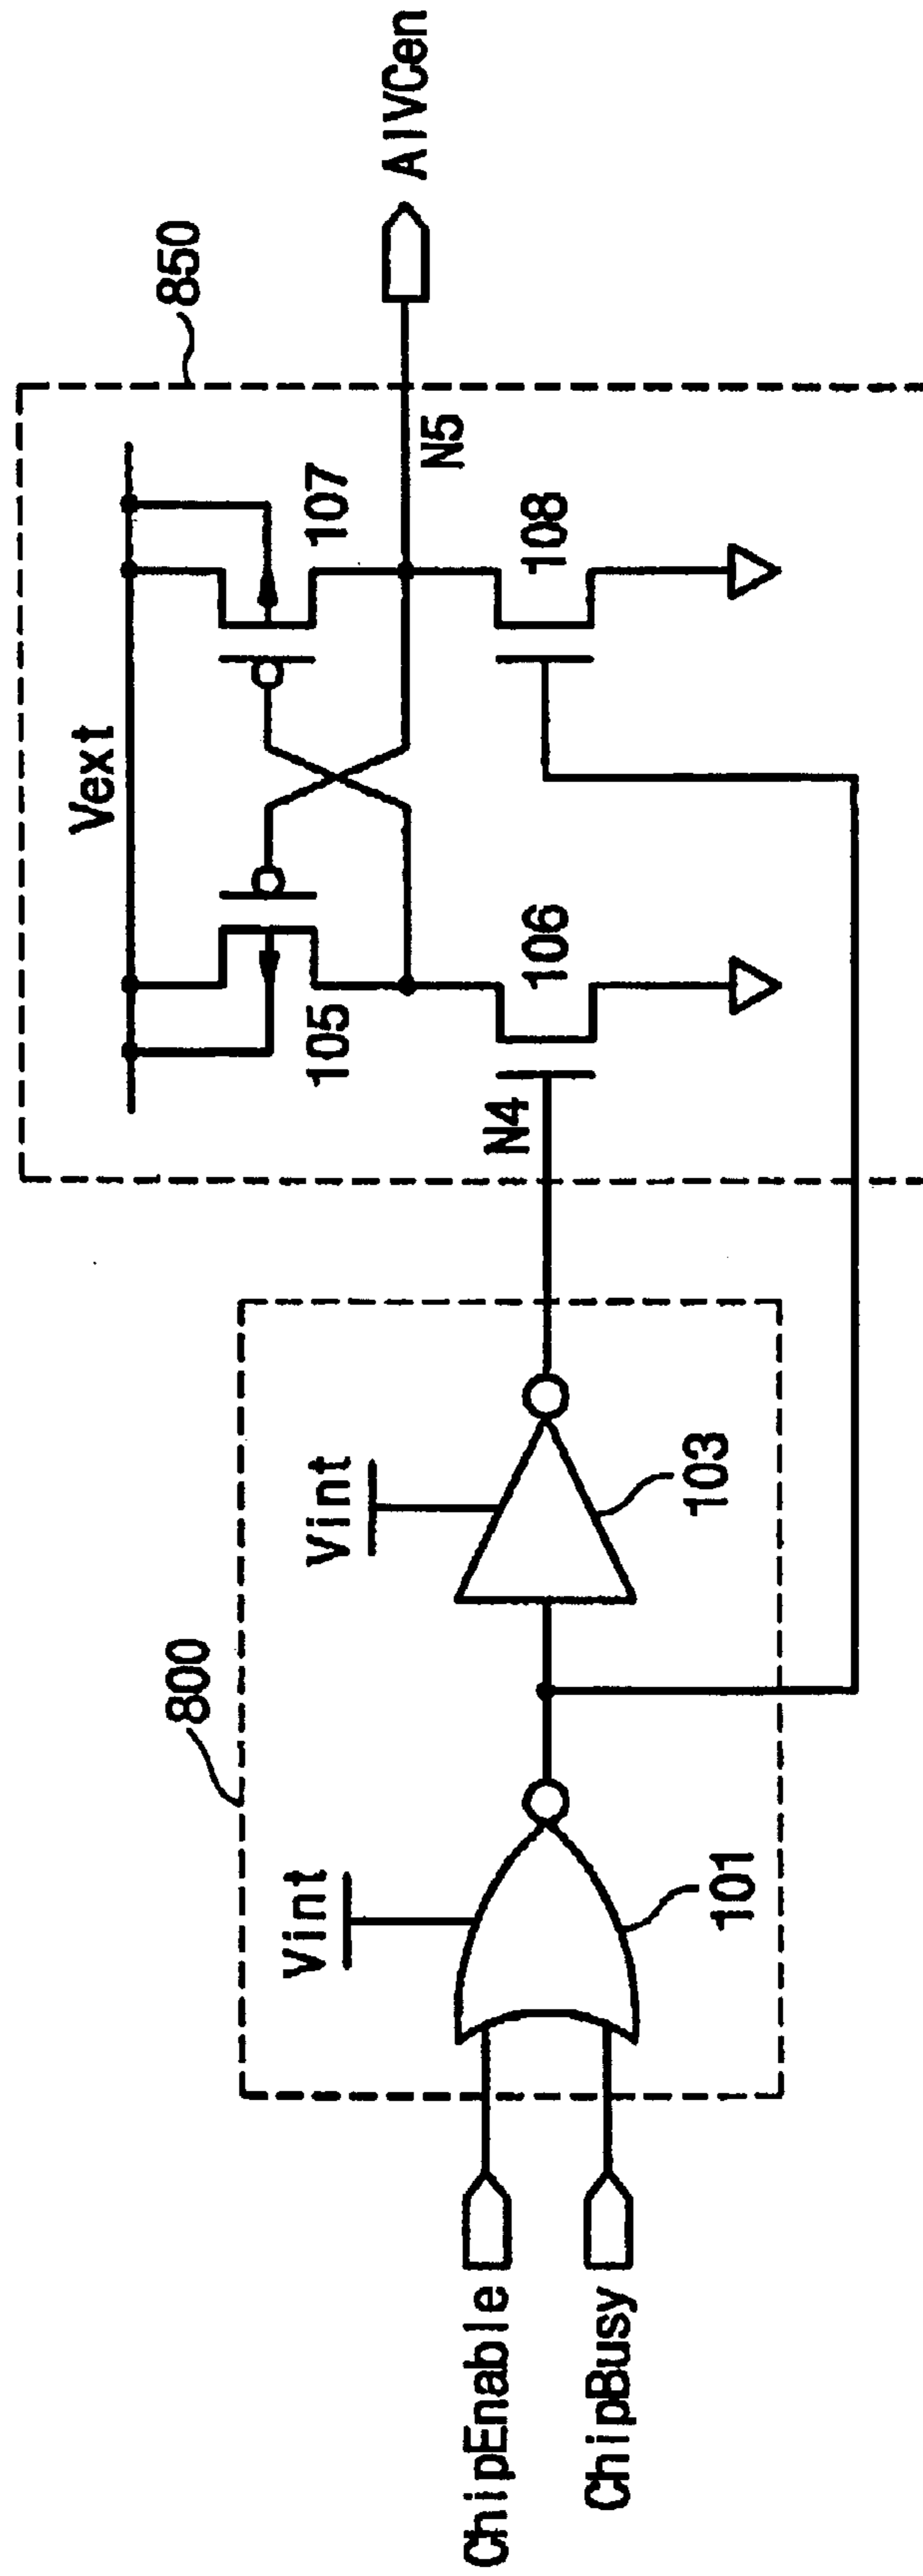 850
Vext
107
105
AIVCen
N5
108
106
N4
800
Vint
Vint
103
101
ChipEnable
ChipBusy